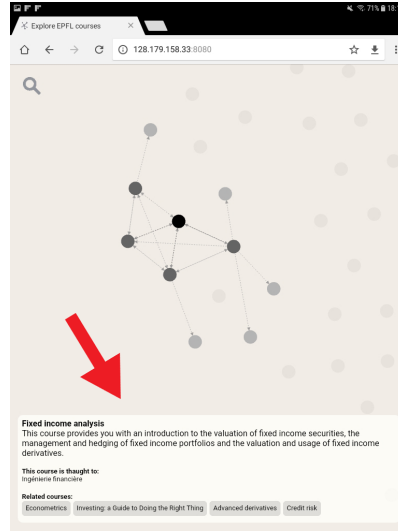 71% 18:
Explore EPFL courses
128.179.158.33:8080
Fixed income analysis
This course provides you with an introduction to the valuation of fixed income securities, the
management and hedging of fixed income portfolios and the valuation and usage of fixed income
derivatives.
This course is thaught to:
Ingénierie financière
Related courses:
Econometrics Investing: a Guide to Doing the Right Thing Advanced derivatives Credit risk